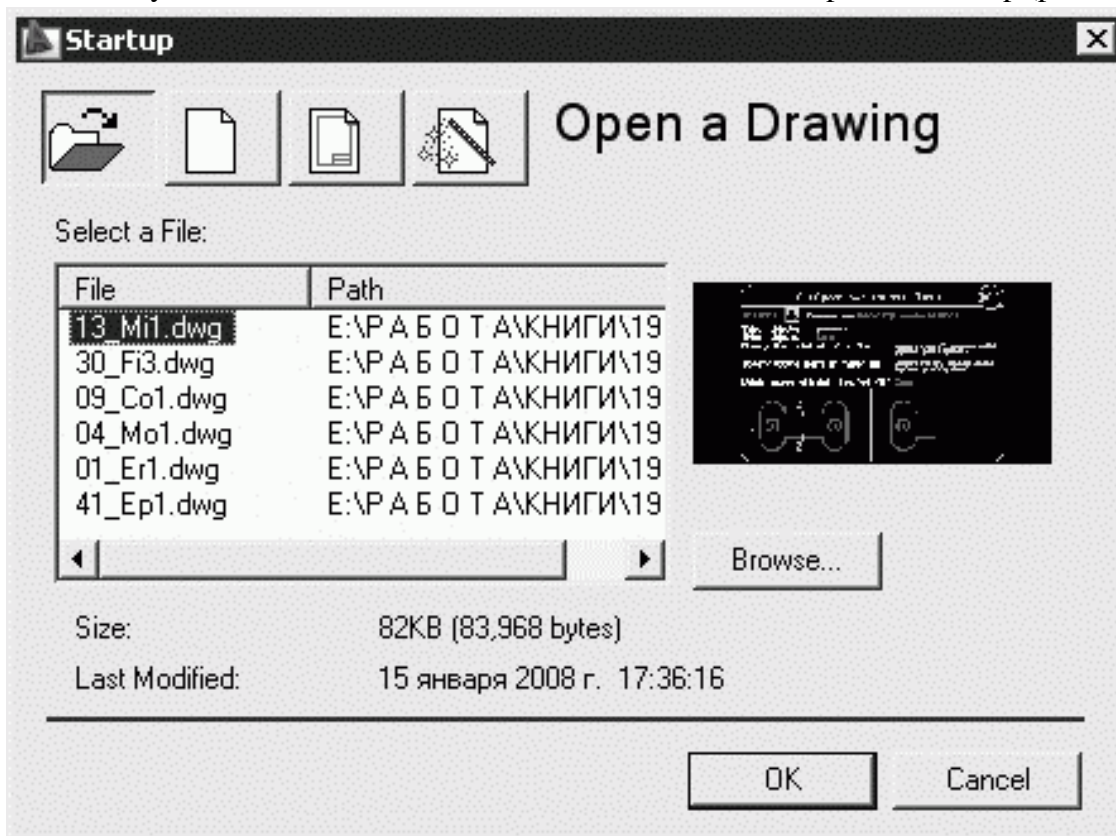 Startup
Open a Drawing
Select a File:
File Path
13_Mi1.dwg E:\Р А Б О Т А\КНИГИ\19
30_Fi3.dwg E:\Р А Б О Т А\КНИГИ\19
09_Co1.dwg E:\Р А Б О Т А\КНИГИ\19
04_Mo1.dwg E:\Р А Б О Т А\КНИГИ\19
01_Er1.dwg E:\Р А Б О Т А\КНИГИ\19
41_Ep1.dwg E:\Р А Б О Т А\КНИГИ\19
Browse...
Size: 82KB (83,968 bytes)
Last Modified: 15 января 2008 г. 17:36:16
OK Cancel